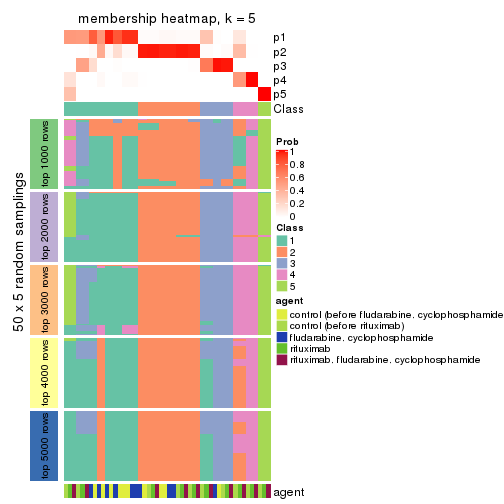 membership heatmap, k = 5
p1
p2
p3
p4
p5
Class
50 x 5 random samplings
top 1000 rows
top 2000 rows
top 3000 rows
top 4000 rows
top 5000 rows
Prob
1
0.8
0.6
0.4
0.2
0
Class
1
2
3
4
5
agent
control (before fludarabine. cyclophosphamide
control (before rituximab)
fludarabine. cyclophosphamide
rituximab
rituximab. fludarabine. cyclophosphamide
agent